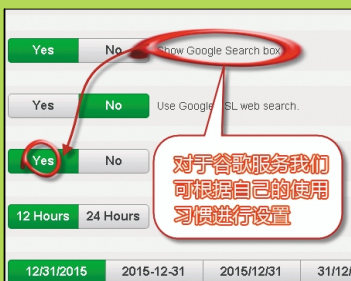 Yes No Show Google Search box
Yes No Use Google SSL web search.
Yes No
对于谷歌服务我们
可根据自己的使用
习惯进行设置
12 Hours 24 Hours
12/31/2015 2015-12-31 2015/12/31 31/12/